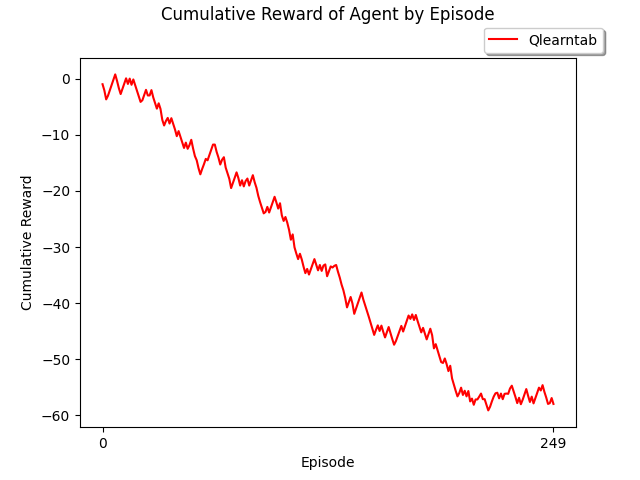 Cumulative Reward of Agent by Episode
Qlearntab
0
−10
−20
−30
−40
−50
−60
Cumulative Reward
0
249
Episode